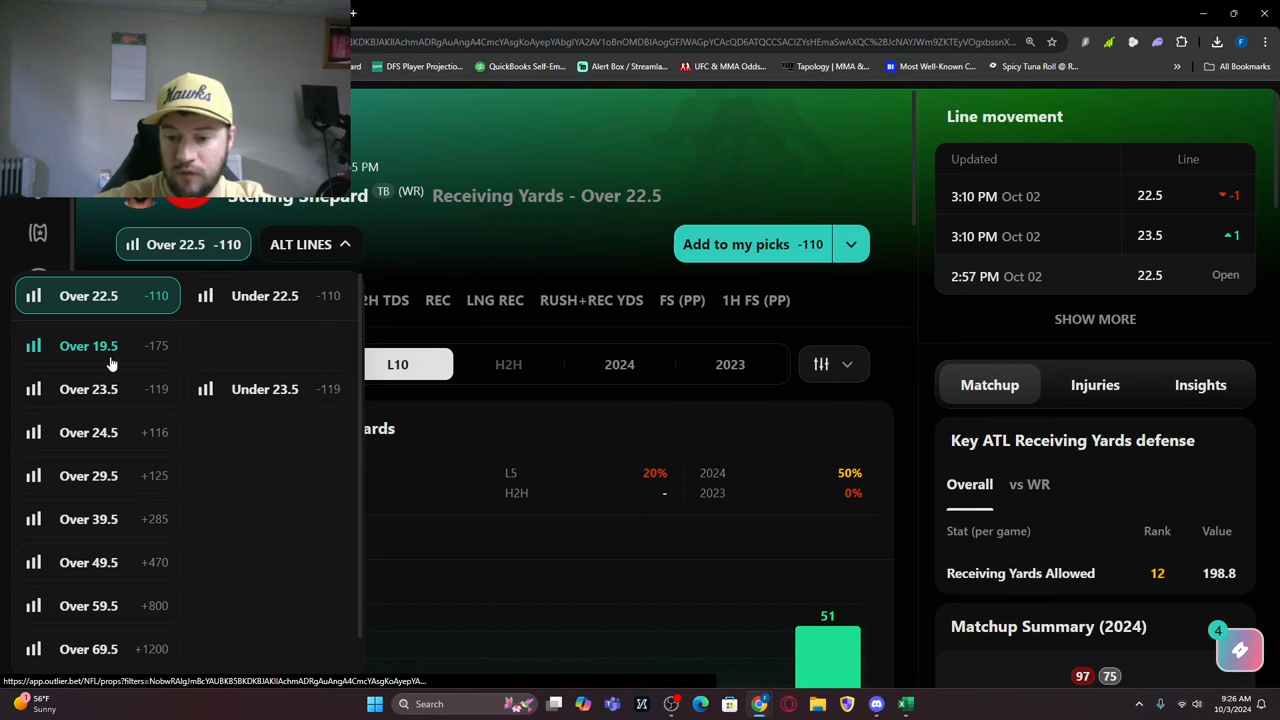 BKDKBJAKIIAchmADRgAuAngA4CmcYAsgKoAyepYAbgIYA2AV1oBnOMDBIAogGFJWAGpYCAcQD6ATQCCSACIZYsHEmaSwAXQC%2BJcNAYJWm9ZKTEyVOgxbssnX...
ard
DFS Player Projectio...
QuickBooks Self-Em...
Alert Box / Streamla...
UFC & MMA Odds...
Tapology | MMA &...
Most Well-Known C...
Spicy Tuna Roll @ R...
»
All Bookmarks
Hawks
5 PM
Sterling Shepard TB (WR) Receiving Yards - Over 22.5
Over 22.5 -110
ALT LINES
Add to my picks -110
Over 22.5 -110
Under 22.5 -110
Over 19.5 -175
Over 23.5 -119
Under 23.5 -119
Over 24.5 +116
Over 29.5 +125
Over 39.5 +285
Over 49.5 +470
Over 59.5 +800
Over 69.5 +1200
2H TDS
REC
LNG REC
RUSH+REC YDS
FS (PP)
1H FS (PP)
L10
H2H
2024
2023
ards
L5 20%
2024 50%
H2H -
2023 0%
51
Line movement
Updated Line
3:10 PM Oct 02 22.5 -1
3:10 PM Oct 02 23.5 1
2:57 PM Oct 02 22.5 Open
SHOW MORE
Matchup
Injuries
Insights
Key ATL Receiving Yards defense
Overall
vs WR
Stat (per game) Rank Value
Receiving Yards Allowed 12 198.8
Matchup Summary (2024)
97 75
4
56°F
Sunny
Search
9:26 AM
10/3/2024